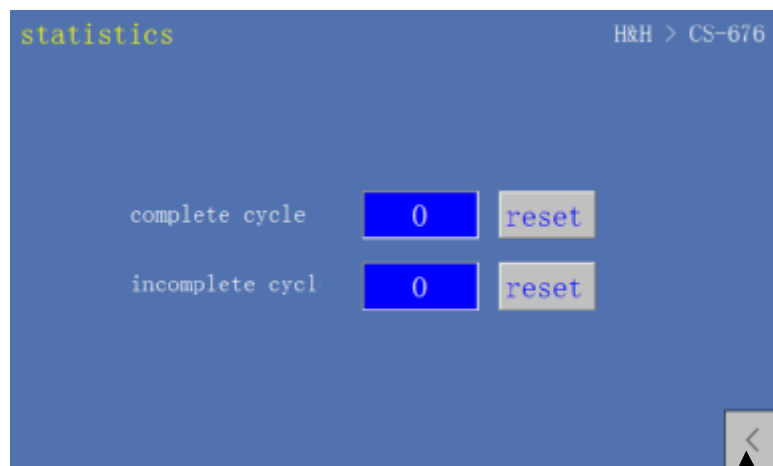 statistics H&H > CS-676
complete cycle 0 reset
incomplete cycl 0 reset
<